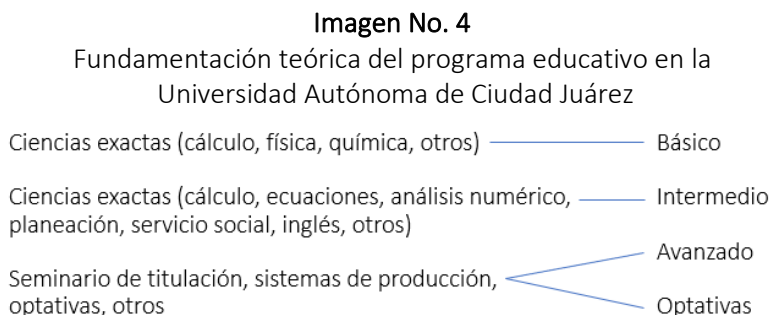 Imagen No. 4
Fundamentación teórica del programa educativo en la
Universidad Autónoma de Ciudad Juárez
Ciencias exactas (cálculo, física, química, otros)
Básico
Ciencias exactas (cálculo, ecuaciones, análisis numérico,
planeación, servicio social, inglés, otros)
Intermedio
Seminario de titulación, sistemas de producción,
optativas, otros
Avanzado
Optativas